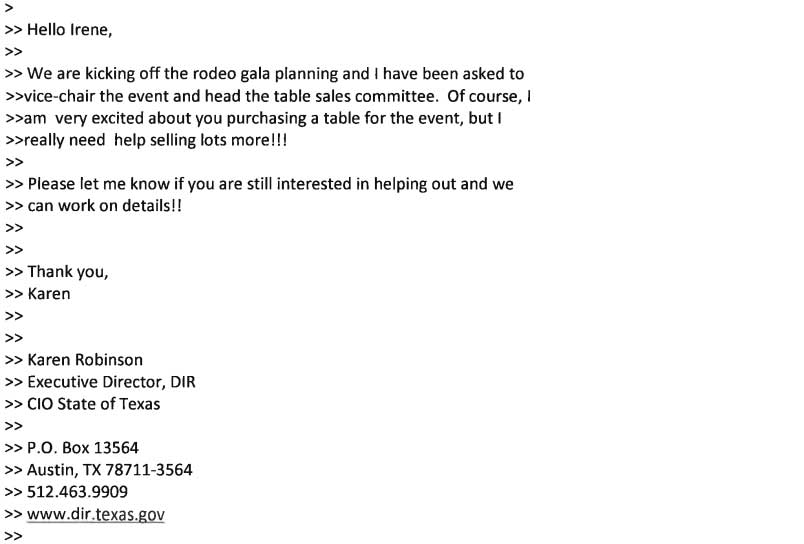 >
>> Hello Irene,
>>
>> We are kicking off the rodeo gala planning and I have been asked to
>>vice-chair the event and head the table sales committee.  Of course, I
>>am  very excited about you purchasing a table for the event, but I
>>really need  help selling lots more!!!
>>
>> Please let me know if you are still interested in helping out and we
>> can work on details!!
>>
>>
>> Thank you,
>> Karen
>>
>>
>> Karen Robinson
>> Executive Director, DIR
>> CIO State of Texas
>>
>> P.O. Box 13564
>> Austin, TX 78711-3564
>> 512.463.9909
>> www.dir.texas.gov
>>